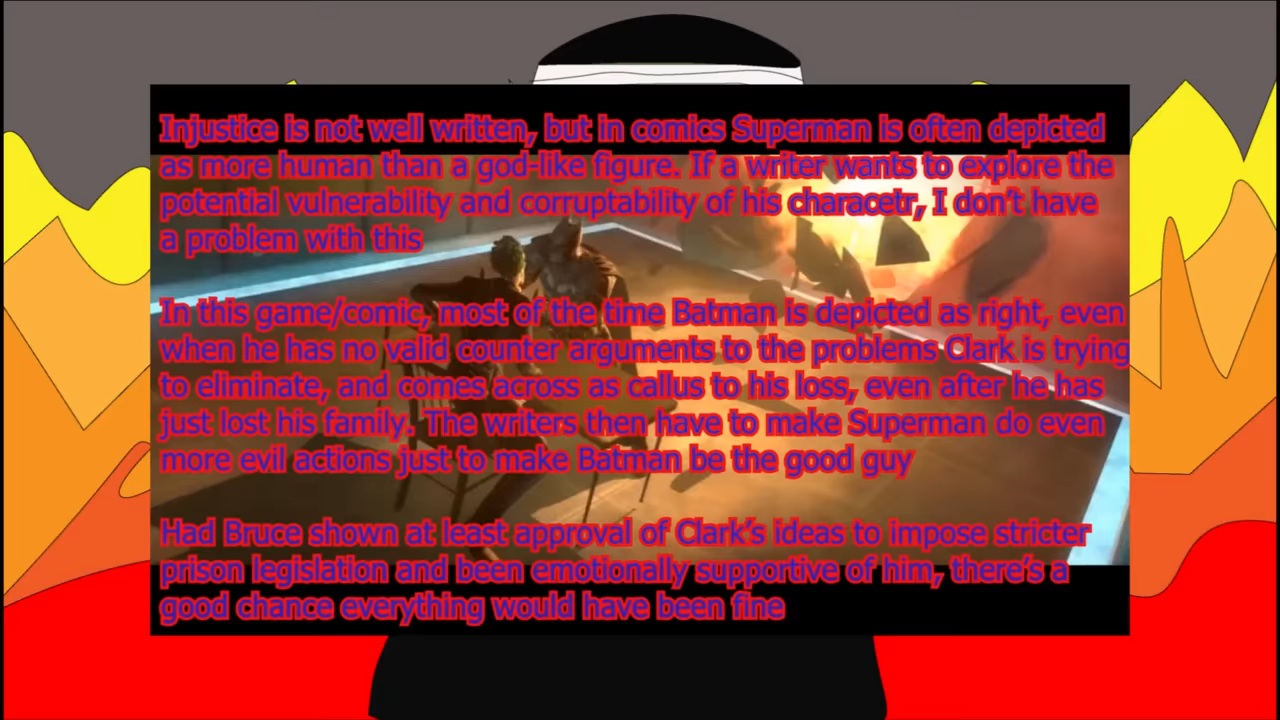 Injustice is not well written, but in comics Superman is often depicted
as more human than a god-like figure. If a writer wants to explore the
potential vulnerability and corruptability of his characetr, I don't have
a problem with this
In this game/comic, most of the time Batman is depicted as right, even
when he has no valid counter arguments to the problems Clark is trying
to eliminate, and comes across as callus to his loss, even after he has
just lost his family. The writers then have to make Superman do even
more evil actions just to make Batman be the good guy
Had Bruce shown at least approval of Clark's ideas to impose stricter
prison legislation and been emotionally supportive of him, there's a
good chance everything would have been fine